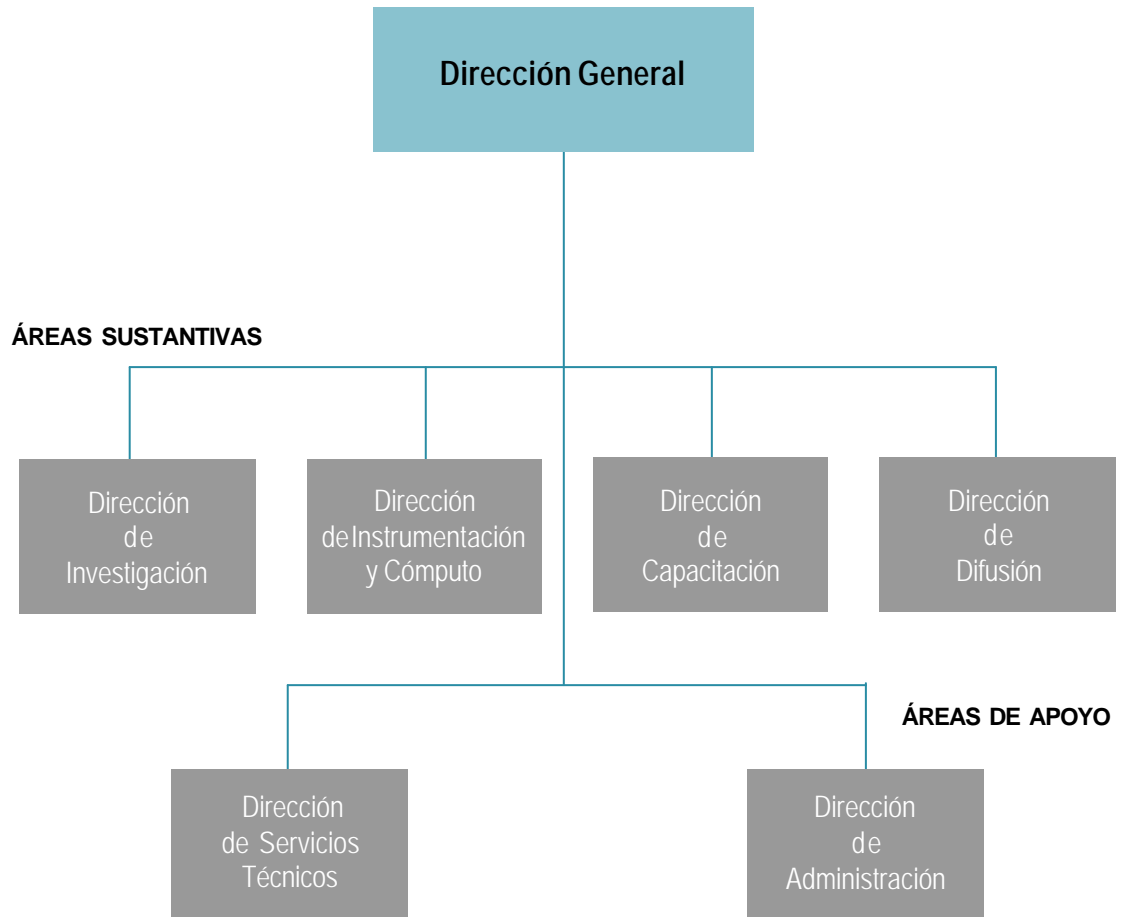 Dirección General
ÁREAS SUSTANTIVAS
Dirección
de
Investigación
Dirección
de Instrumentación
y Cómputo
Dirección
de
Capacitación
Dirección
de
Difusión
ÁREAS DE APOYO
Dirección
de Servicios
Técnicos
Dirección
de
Administración